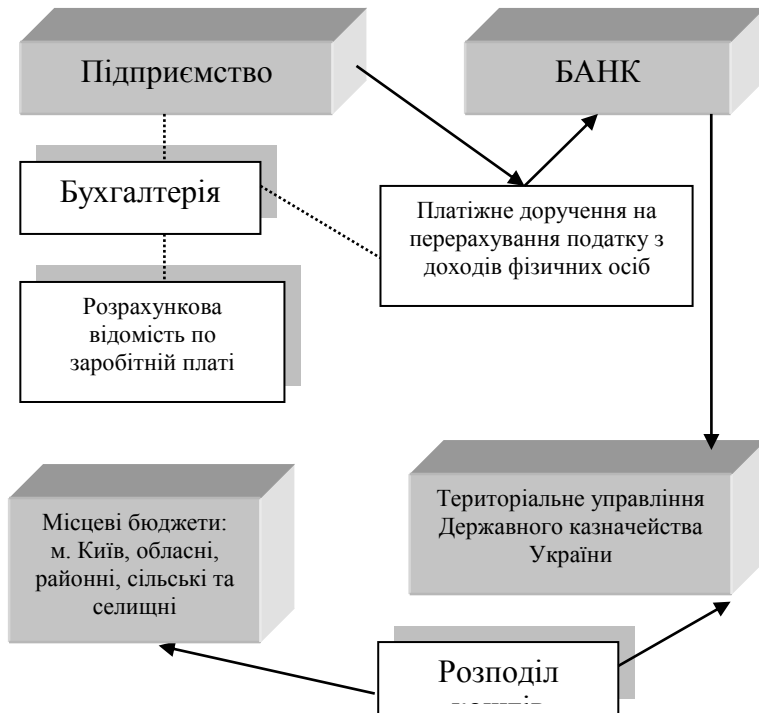 Підприємство
БАНК
Бухгалтерія
Платіжне доручення на
перерахування податку з
доходів фізичних осіб
Розрахункова
відомість по
заробітній платі
Територіальне управління
Державного казначейства
України
Місцеві бюджети:
м. Київ, обласні,
районні, сільські та
селищні
Розподіл